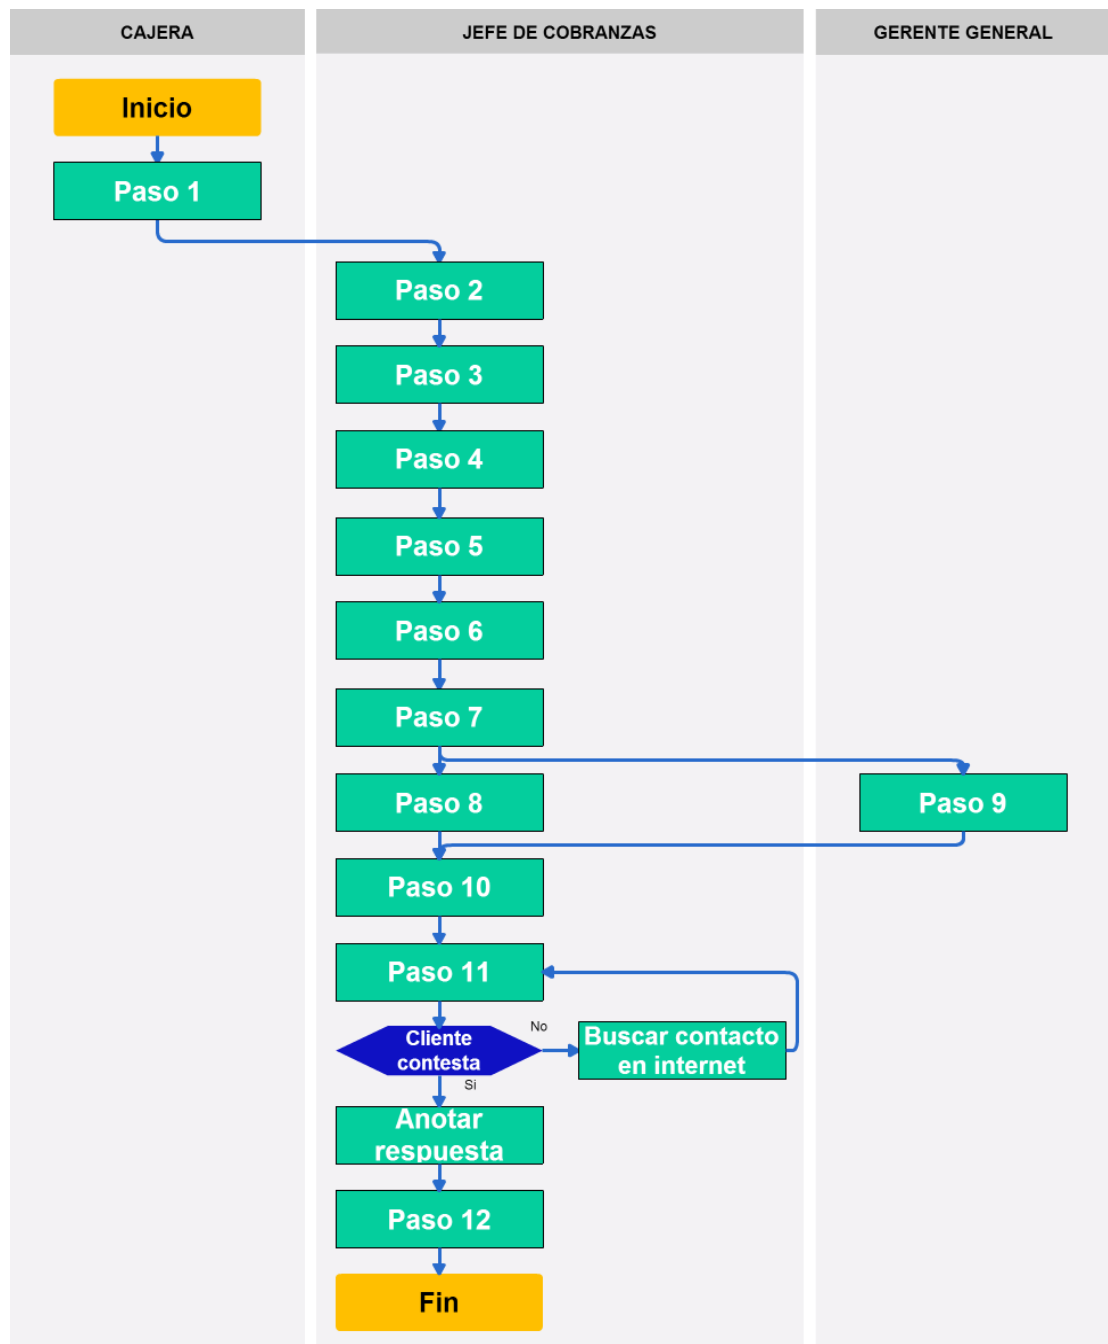 CAJERA
JEFE DE COBRANZAS
GERENTE GENERAL
Inicio
Paso 1
Paso 2
Paso 3
Paso 4
Paso 5
Paso 6
Paso 7
Paso 8
Paso 9
Paso 10
Paso 11
Cliente
contesta
No
Buscar contacto
en internet
Si
Anotar
respuesta
Paso 12
Fin